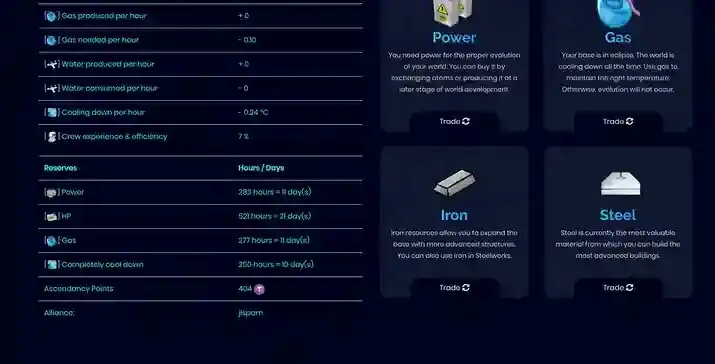 Gas produced per hour + 0
Gas needed per hour - 0.10
Water produced per hour + 0
Water consumed per hour - 0
Cooling down per hour - 0.24 °C
Crew experience & efficiency 7 %
Reserves Hours / Days
Power 283 hours = 11 day(s)
HP 521 hours = 21 day(s)
Gas 277 hours = 11 day(s)
Completely cool down 250 hours = 10 day(s)
Ascendancy Points 404
Alliance: jispam
Power
You need power for the proper evolution
of your world. You can buy it by
exchanging atoms or producing it at a
later stage of world development
Trade
Gas
Your base is in eclipse. The world is
cooling down all the time. Use gas to
maintain the right temperature.
Otherwise, evolution will not occur.
Trade
Iron
Iron resources allow you to expand the
base with more advanced structures.
You can also use iron in Steelworks.
Trade
Steel
Steel is currently the most valuable
material from which you can build the
most advanced buildings.
Trade